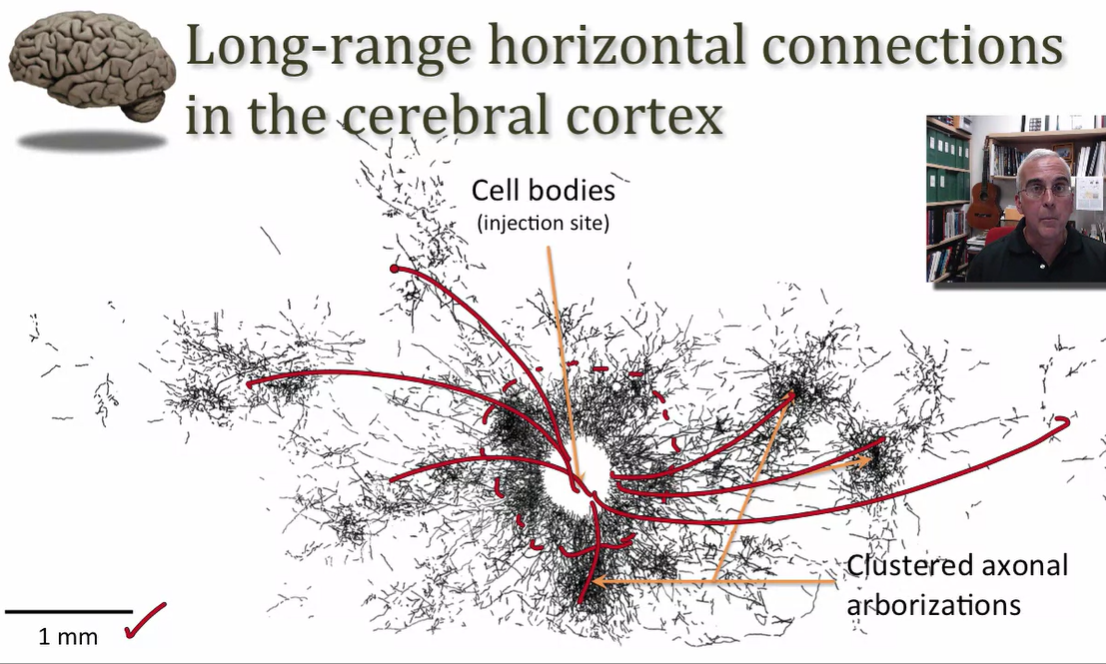 Long-range horizontal connections
in the cerebral cortex
Cell bodies
(injection site)
Clustered axonal
arborizations
1 mm